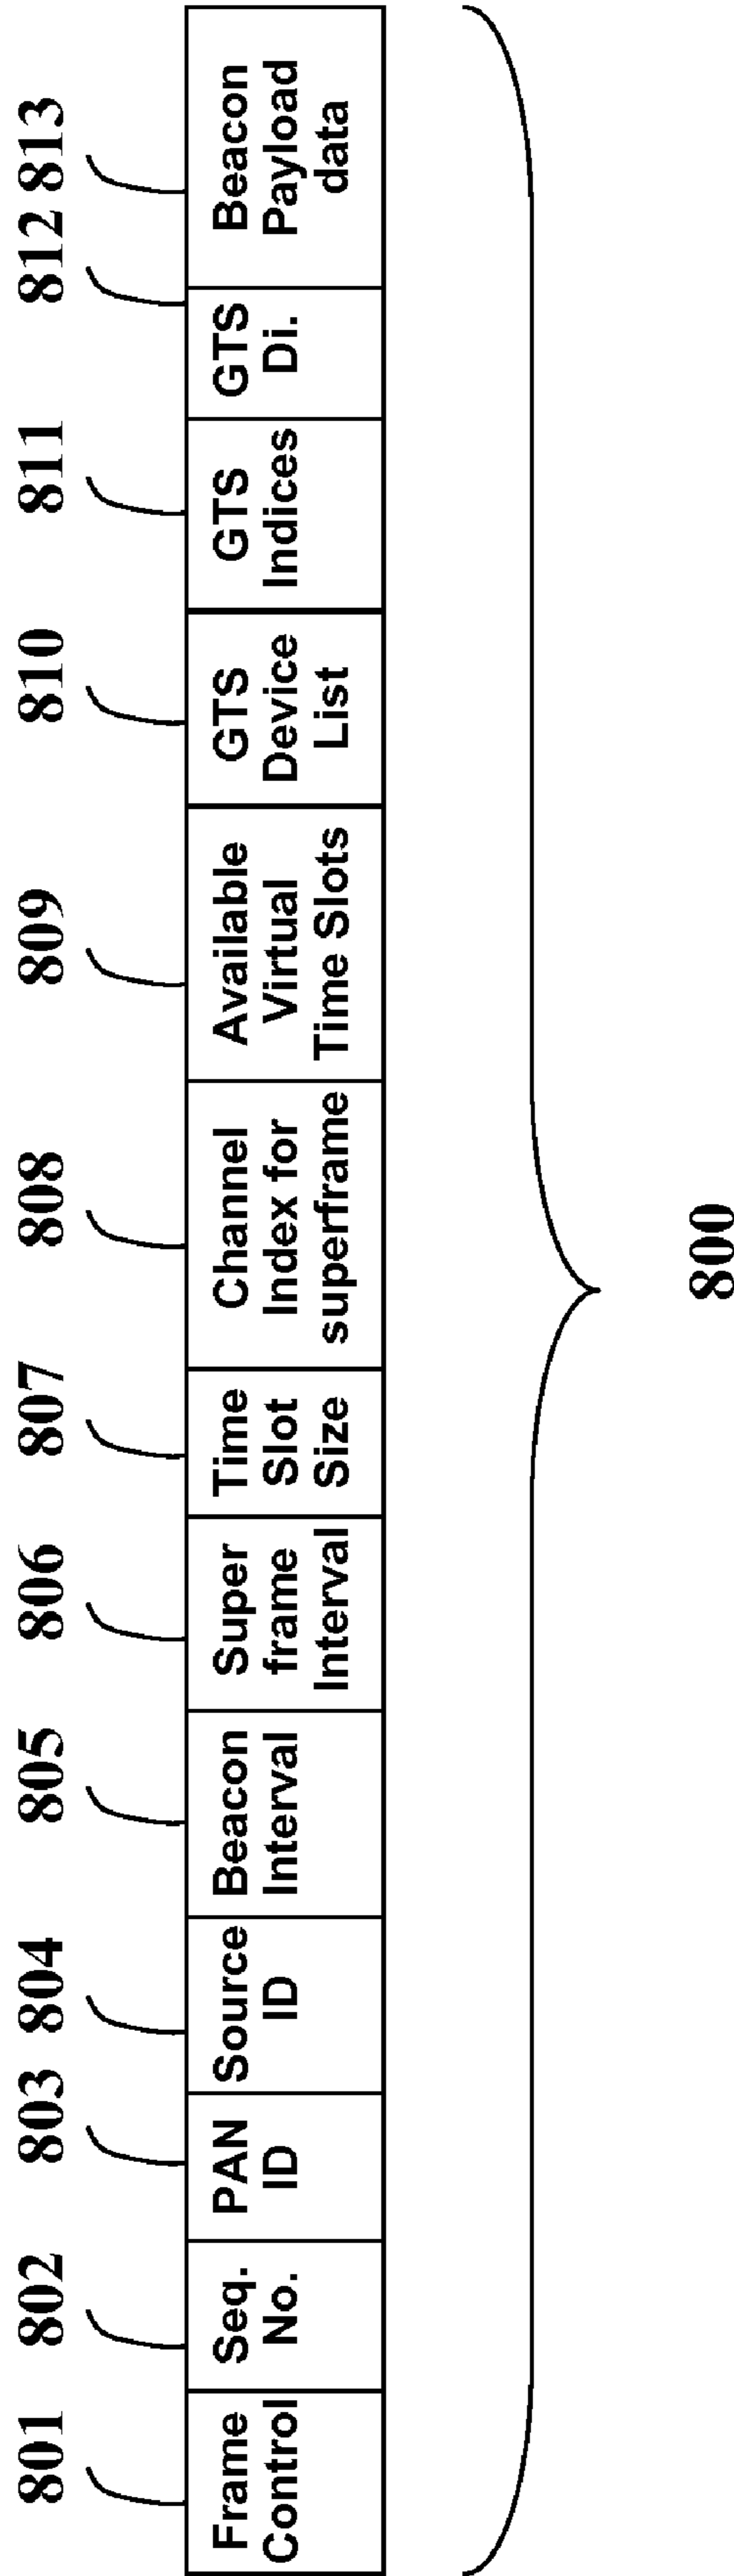 801 802 803 804 805 806 807 808 809 810 811 812 813
Frame
Control
Seq.
No.
PAN
ID
Source
ID
Beacon
Interval
Super
frame
Interval
Time
Slot
Size
Channel
Index for
superframe
Available
Virtual
Time Slots
GTS
Device
List
GTS
Indices
GTS
Di.
Beacon
Payload
data
800